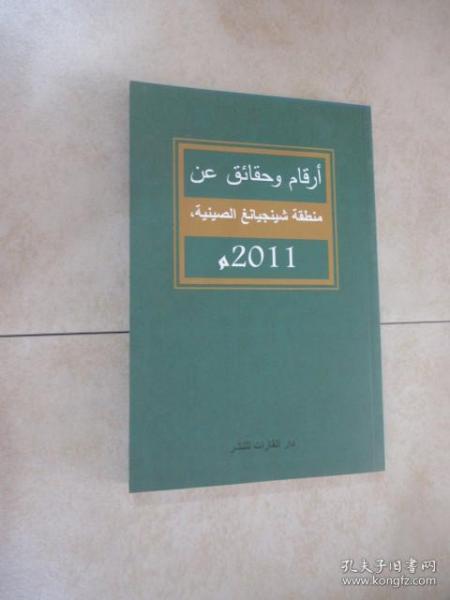 أرقام وحقائق عن
منطقة شينجيانغ الصينية،
2011م
دار القارات للنشر
孔夫子旧书网
www.kongfz.com